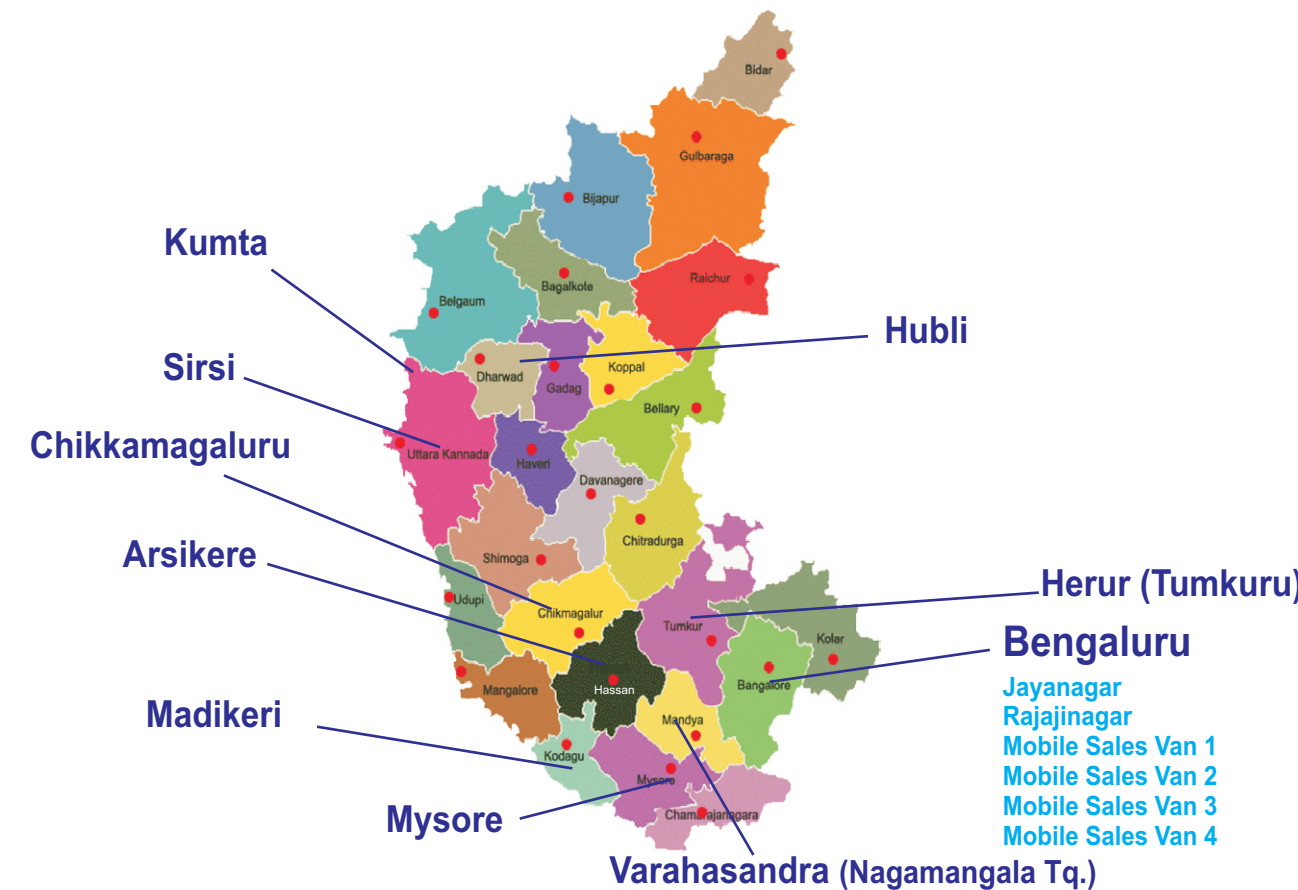 Bidar
Gulbaraga
Bijapur
Kumta
Raichur
Bagalkote
Belgaum
Hubli
Sirsi
Koppal
Dharwad
Gadag
Bellary
Chikkamagaluru
Uttara Kannada
Haveri
Davanagere
Chitradurga
Arsikere
Shimoga
Herur (Tumkuru)
Udupi
Chikmagalur
Tumkur
Kolar
Bengaluru
Bangalore
Jayanagar
Mangalore
Hassan
Rajajinagar
Madikeri
Mandya
Mobile Sales Van 1
Kodagu
Mobile Sales Van 2
Mysore
Mobile Sales Van 3
Mysore
Chamarajanagara
Mobile Sales Van 4
Varahasandra (Nagamangala Tq.)